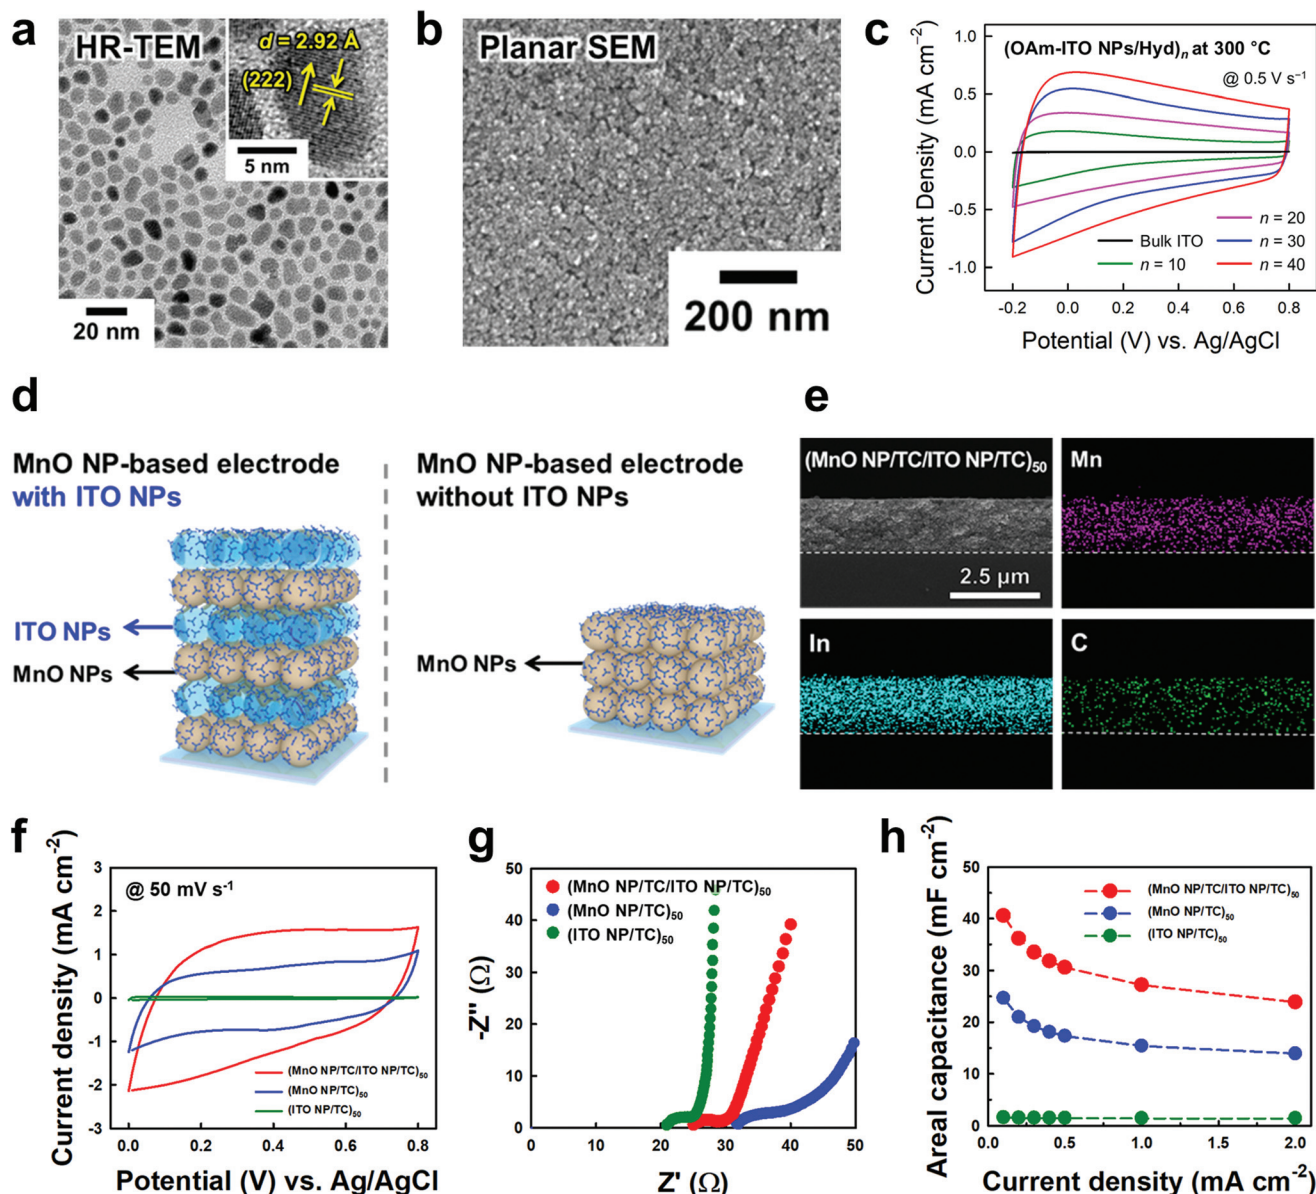 a
HR-TEM
d = 2.92 Å
(222)
5 nm
20 nm
b
Planar SEM
200 nm
c
(OAm-ITO NPs/Hyd)n at 300 °C
@ 0.5 V s−1
1.0
0.5
0.0
-0.5
-1.0
Current Density (mA cm−2)
Bulk ITO
n = 10
n = 20
n = 30
n = 40
-0.2 0.0 0.2 0.4 0.6 0.8
Potential (V) vs. Ag/AgCl
d
MnO NP-based electrode
with ITO NPs
ITO NPs
MnO NPs
MnO NP-based electrode
without ITO NPs
MnO NPs
e
(MnO NP/TC/ITO NP/TC)50
2.5 μm
Mn
In
C
f
@ 50 mV s-1
3
2
1
0
-1
-2
-3
Current density (mA cm-2)
(MnO NP/TC/ITO NP/TC)50
(MnO NP/TC)50
(ITO NP/TC)50
0.0 0.2 0.4 0.6 0.8
Potential (V) vs. Ag/AgCl
g
50
40
30
20
10
0
-Z'' (Ω)
(MnO NP/TC/ITO NP/TC)50
(MnO NP/TC)50
(ITO NP/TC)50
0 10 20 30 40 50
Z' (Ω)
h
50
40
30
20
10
0
Areal capacitance (mF cm-2)
(MnO NP/TC/ITO NP/TC)50
(MnO NP/TC)50
(ITO NP/TC)50
0.0 0.5 1.0 1.5 2.0
Current density (mA cm-2)